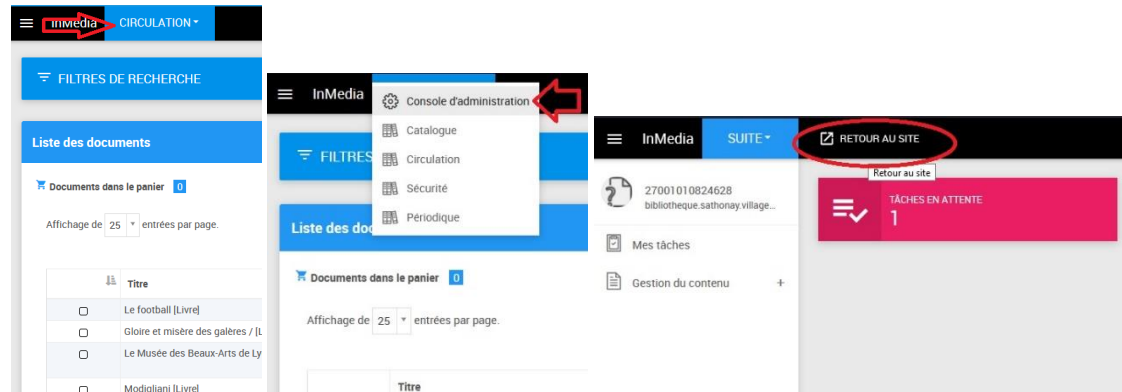 InMedia CIRCULATION
FILTRES DE RECHERCHE
Liste des documents
Documents dans le panier 0
Affichage de 25 entrées par page.
Titre
Le football [Livre]
Gloire et misère des galères / [L
Le Musée des Beaux-Arts de Ly
Modigliani [Livre]
InMedia
Console d'administration
Catalogue
Circulation
Sécurité
Périodique
FILTRES
Liste des do
Documents dans le panier 0
Affichage de 25 entrées par page.
Titre
InMedia SUITE RETOUR AU SITE
Retour au site
27001010824628
bibliotheque.sathonay.village...
Mes tâches
Gestion du contenu +
TÂCHES EN ATTENTE
1